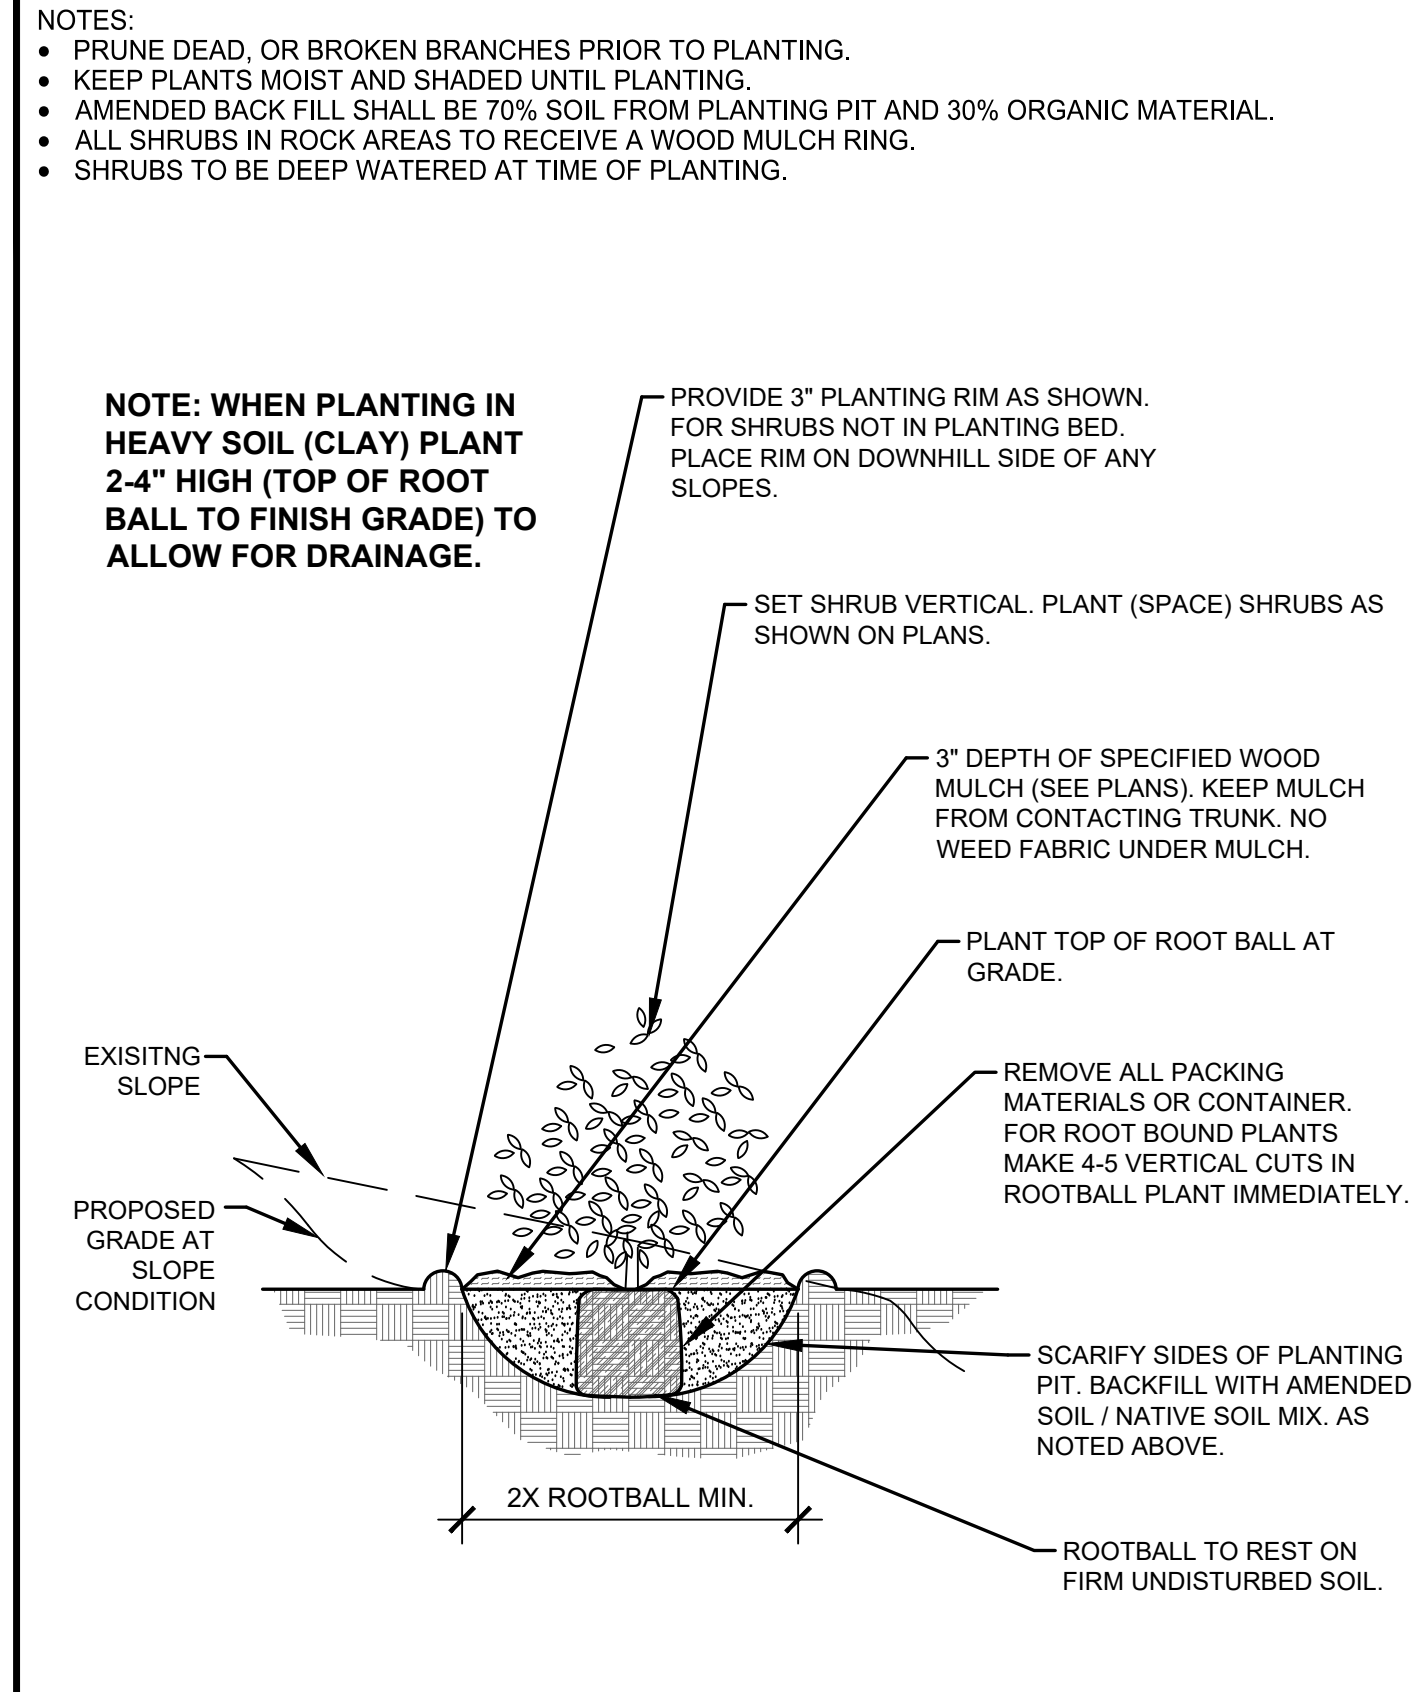 NOTES:
• PRUNE DEAD, OR BROKEN BRANCHES PRIOR TO PLANTING.
• KEEP PLANTS MOIST AND SHADED UNTIL PLANTING.
• AMENDED BACK FILL SHALL BE 70% SOIL FROM PLANTING PIT AND 30% ORGANIC MATERIAL.
• ALL SHRUBS IN ROCK AREAS TO RECEIVE A WOOD MULCH RING.
• SHRUBS TO BE DEEP WATERED AT TIME OF PLANTING.
NOTE: WHEN PLANTING IN
HEAVY SOIL (CLAY) PLANT
2-4" HIGH (TOP OF ROOT
BALL TO FINISH GRADE) TO
ALLOW FOR DRAINAGE.
PROVIDE 3" PLANTING RIM AS SHOWN.
FOR SHRUBS NOT IN PLANTING BED.
PLACE RIM ON DOWNHILL SIDE OF ANY
SLOPES.
SET SHRUB VERTICAL. PLANT (SPACE) SHRUBS AS
SHOWN ON PLANS.
3" DEPTH OF SPECIFIED WOOD
MULCH (SEE PLANS). KEEP MULCH
FROM CONTACTING TRUNK. NO
WEED FABRIC UNDER MULCH.
PLANT TOP OF ROOT BALL AT
GRADE.
EXISITNG
SLOPE
REMOVE ALL PACKING
MATERIALS OR CONTAINER.
FOR ROOT BOUND PLANTS
MAKE 4-5 VERTICAL CUTS IN
ROOTBALL PLANT IMMEDIATELY.
PROPOSED
GRADE AT
SLOPE
CONDITION
SCARIFY SIDES OF PLANTING
PIT. BACKFILL WITH AMENDED
SOIL / NATIVE SOIL MIX. AS
NOTED ABOVE.
2X ROOTBALL MIN.
ROOTBALL TO REST ON
FIRM UNDISTURBED SOIL.